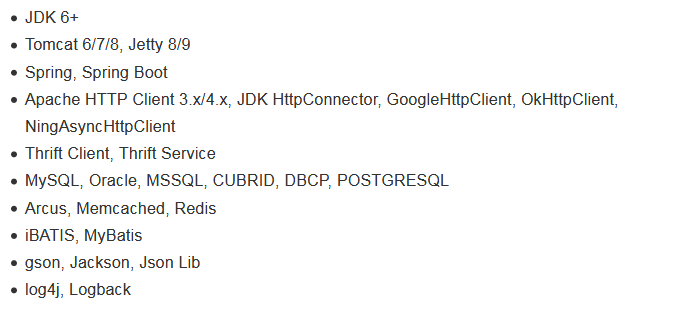 JDK 6+
Tomcat 6/7/8, Jetty 8/9
Spring, Spring Boot
Apache HTTP Client 3.x/4.x, JDK HttpConnector, GoogleHttpClient, OkHttpClient,
NingAsyncHttpClient
Thrift Client, Thrift Service
MySQL, Oracle, MSSQL, CUBRID, DBCP, POSTGRESQL
Arcus, Memcached, Redis
iBATIS, MyBatis
gson, Jackson, Json Lib
log4j, Logback